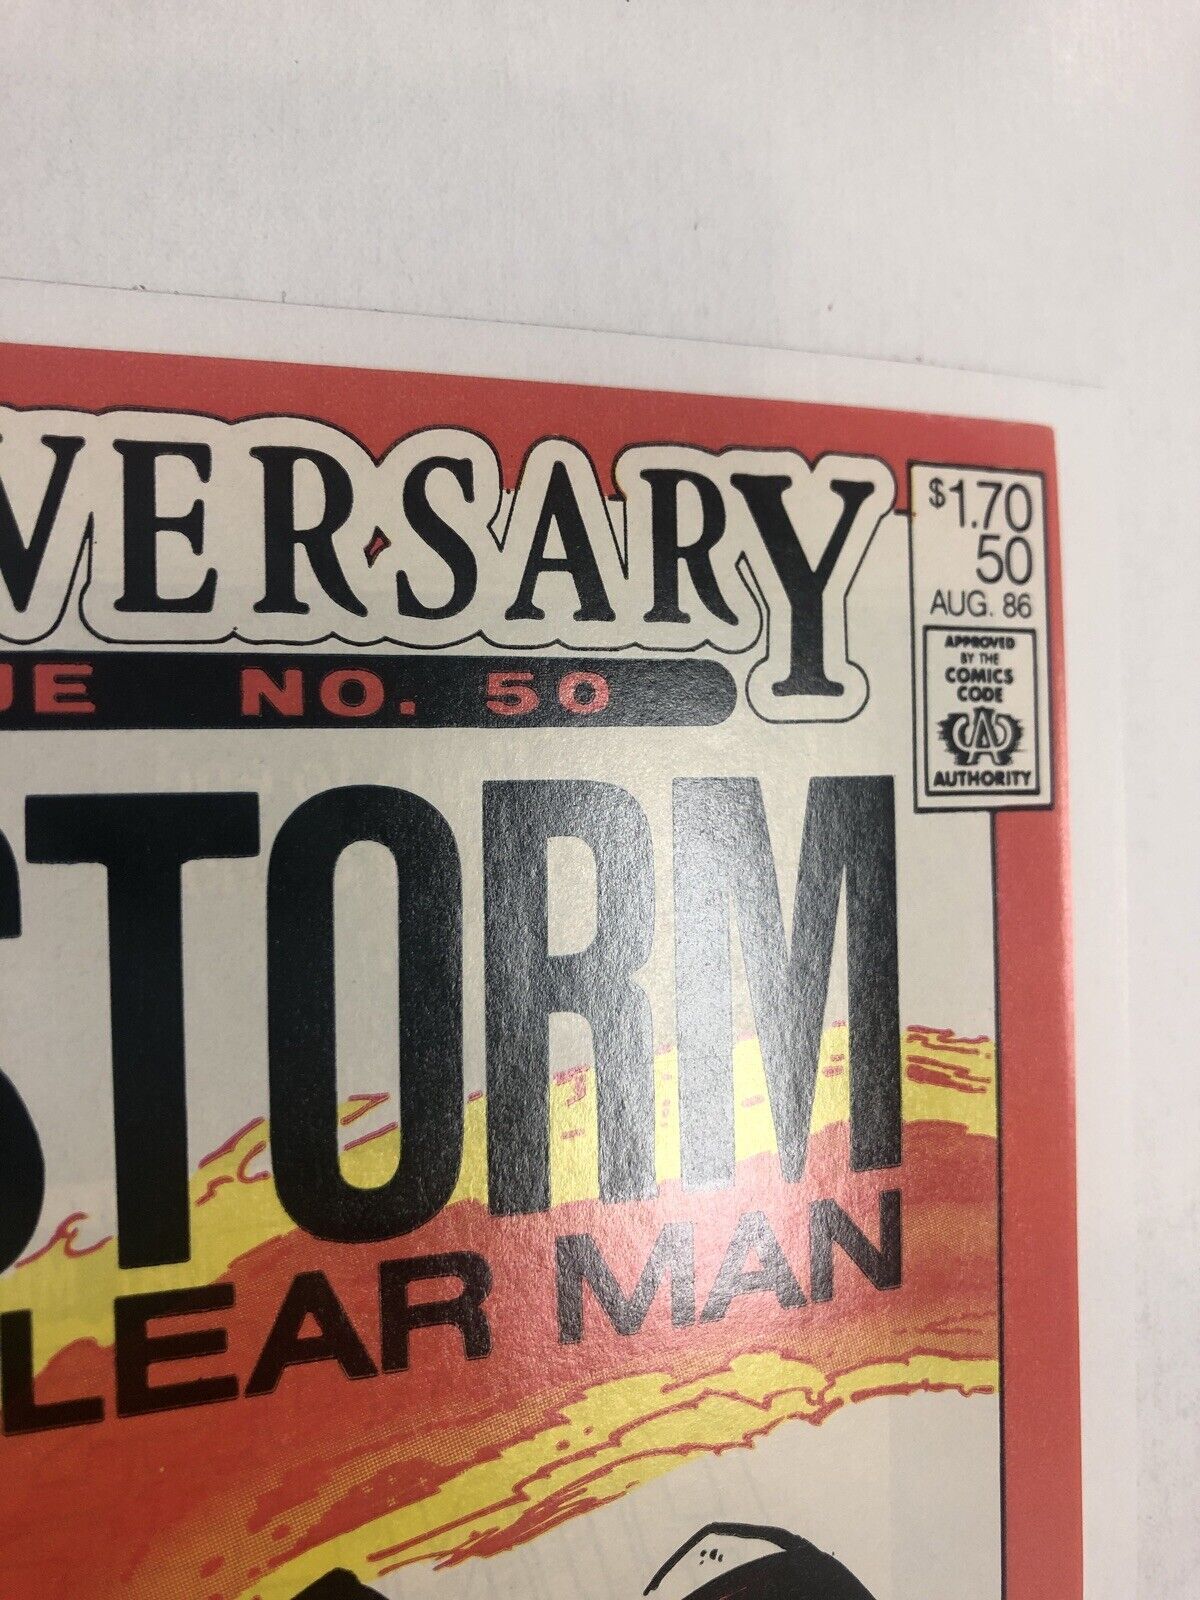 VERSARY
UE NO. 50
$1.70
50
AUG. 86
APPROVED
BY THE
COMICS
CODE
AUTHORITY
STORM
LEAR MAN